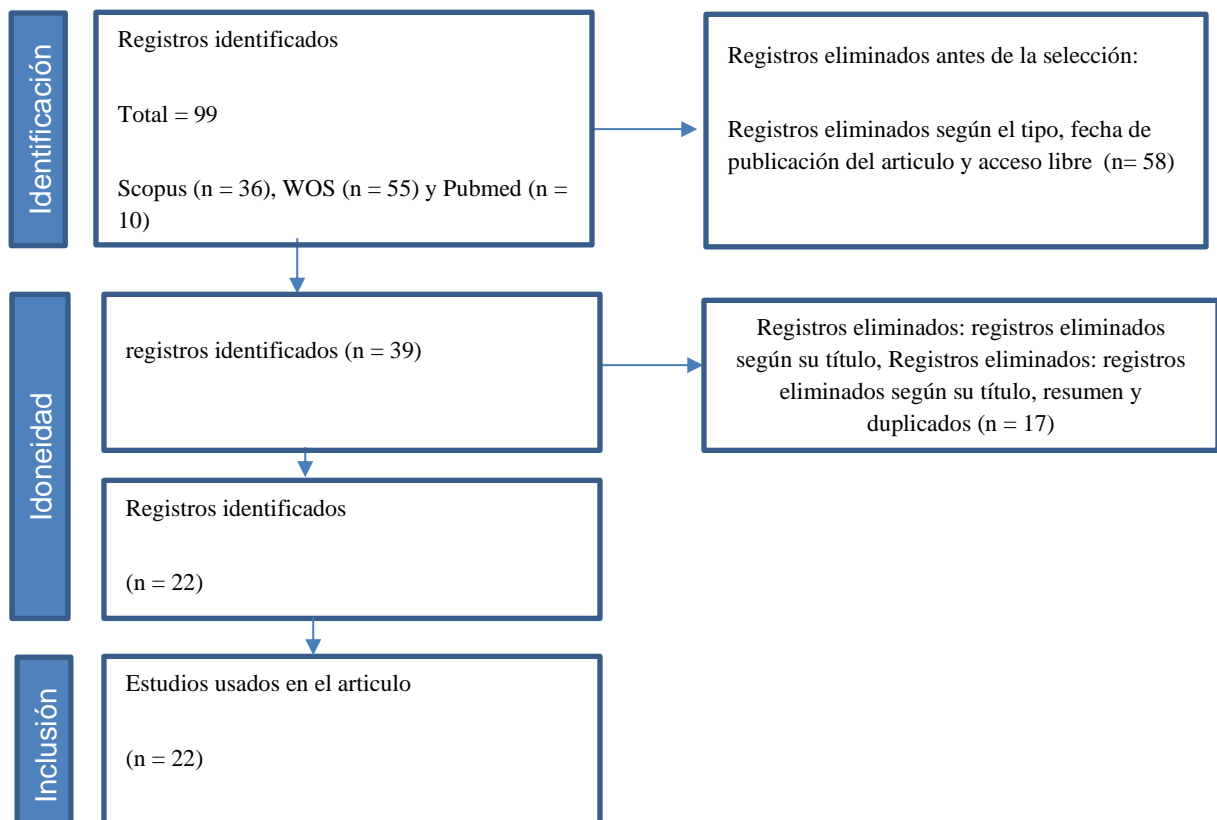 Identificación
Registros identificados
Total = 99
Scopus (n = 36), WOS (n = 55) y Pubmed (n =
10)
Registros eliminados antes de la selección:
Registros eliminados según el tipo, fecha de
publicación del articulo y acceso libre (n= 58)
Idoneidad
registros identificados (n = 39)
Registros eliminados: registros eliminados
según su título, Registros eliminados: registros
eliminados según su título, resumen y
duplicados (n = 17)
Registros identificados
(n = 22)
Inclusión
Estudios usados en el articulo
(n = 22)